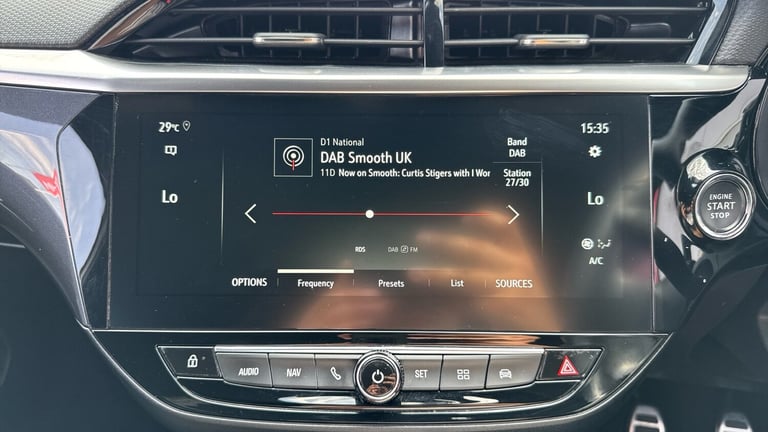 29°C
D1 National
DAB Smooth UK
11D Now on Smooth: Curtis Stigers with I Wor
Band
DAB
Station
27/30
15:35
Lo
Lo
RDS
DAB FM
A/C
OPTIONS
Frequency
Presets
List
SOURCES
ENGINE
START
STOP
AUDIO
NAV
SET